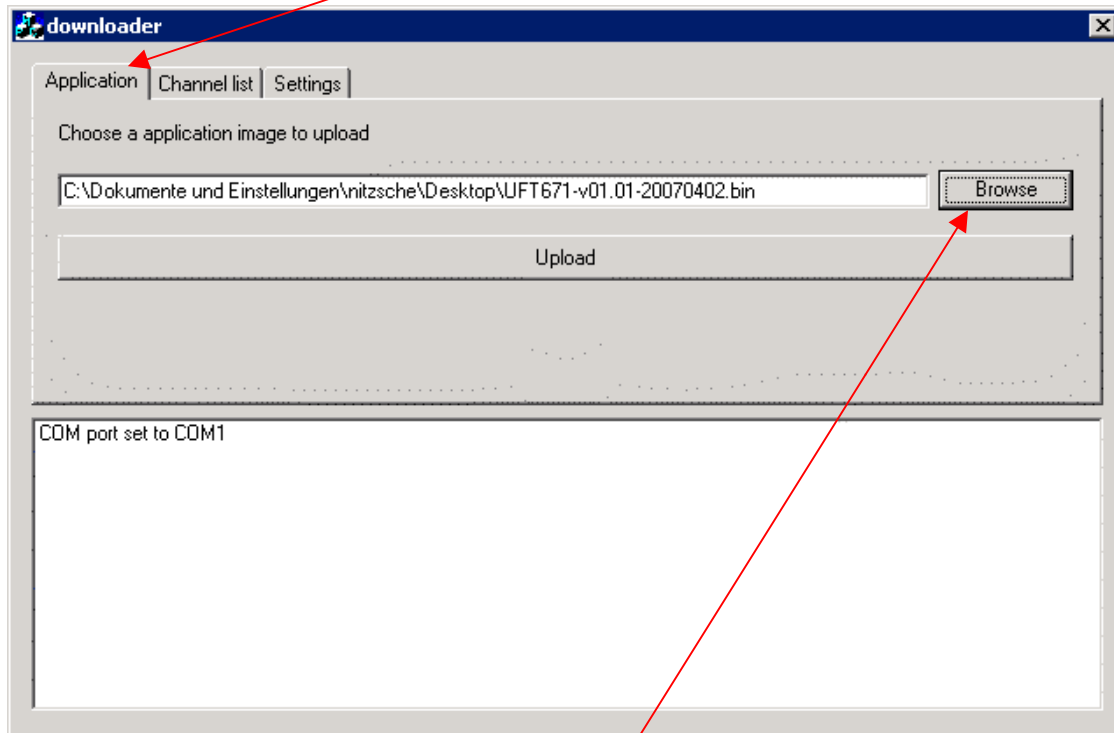 downloader
Application Channel list Settings
Choose a application image to upload
C:\Dokumente und Einstellungen\nitzsche\Desktop\UFT671-v01.01-20070402.bin Browse
Upload
COM port set to COM1